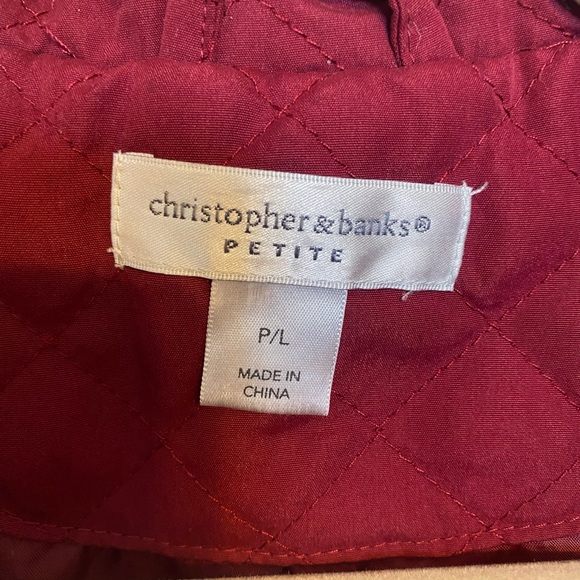 christopher&banks®
PETITE
P/L
MADE IN
CHINA